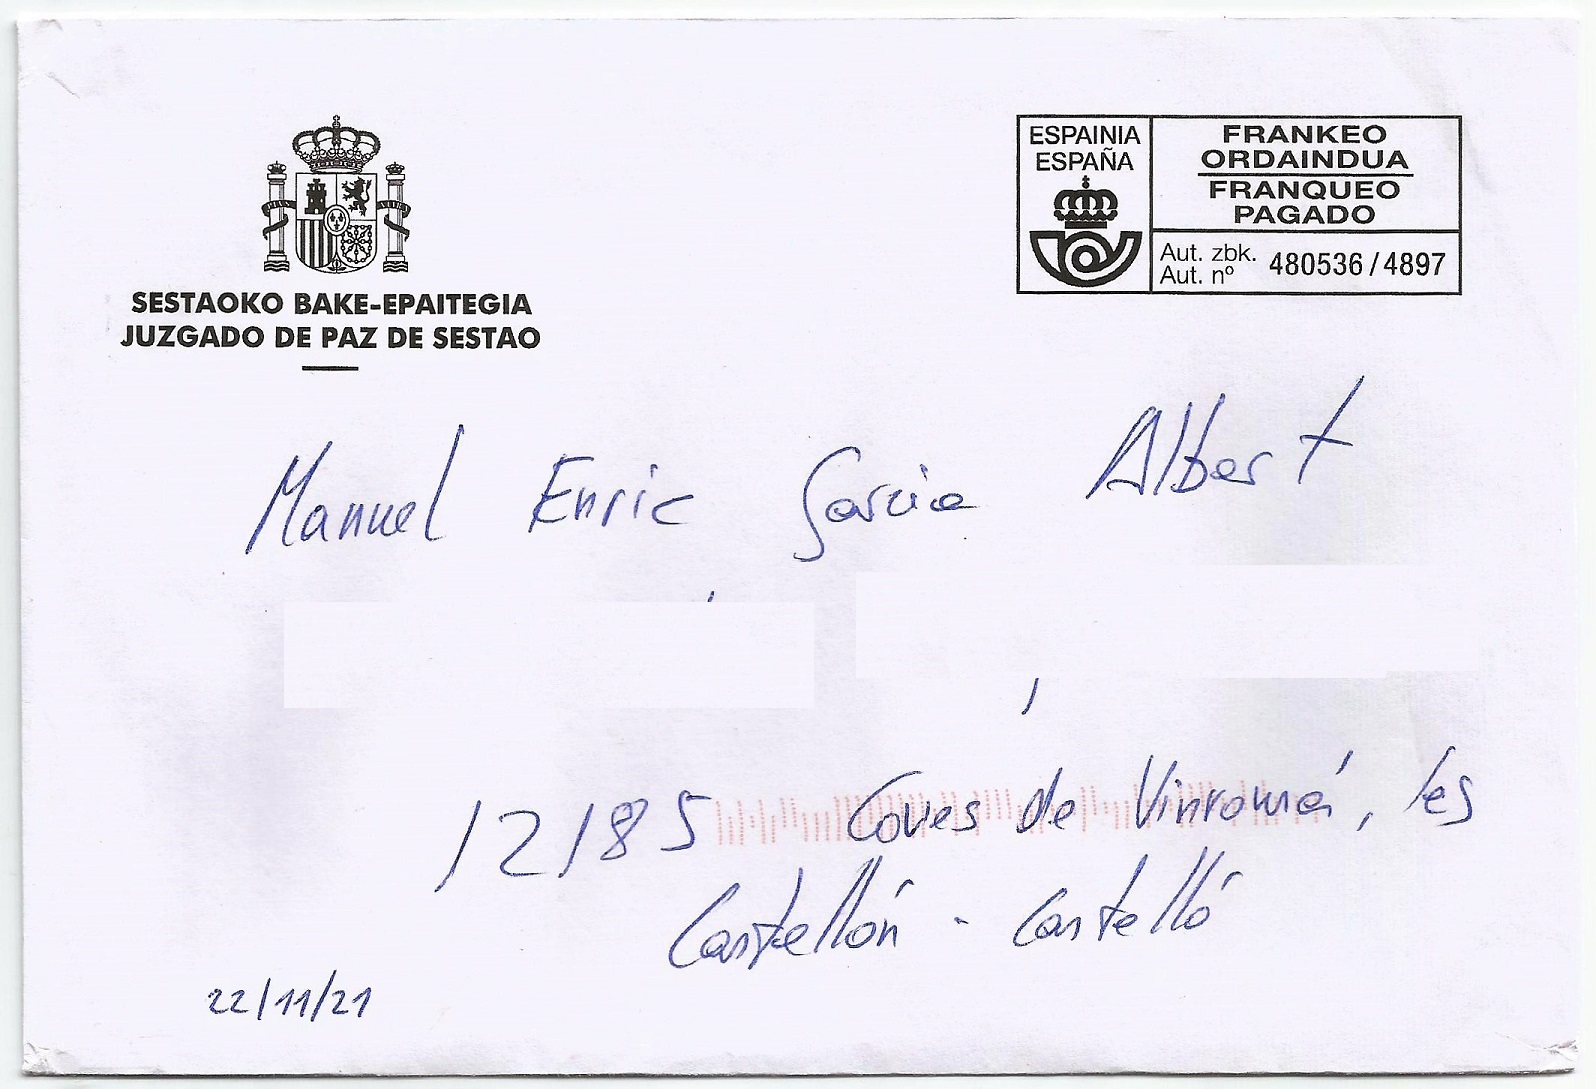 SESTAOKO BAKE-EPAITEGIA
JUZGADO DE PAZ DE SESTAO
ESPAINIA
ESPAÑA
FRANKEO
ORDAINDUA
FRANQUEO
PAGADO
Aut. zbk.
Aut. nº
480536/4897
Manuel Enric Garcia Albert
12185 Coves de Vinromá, les
Castellón - Castelló
22/11/21